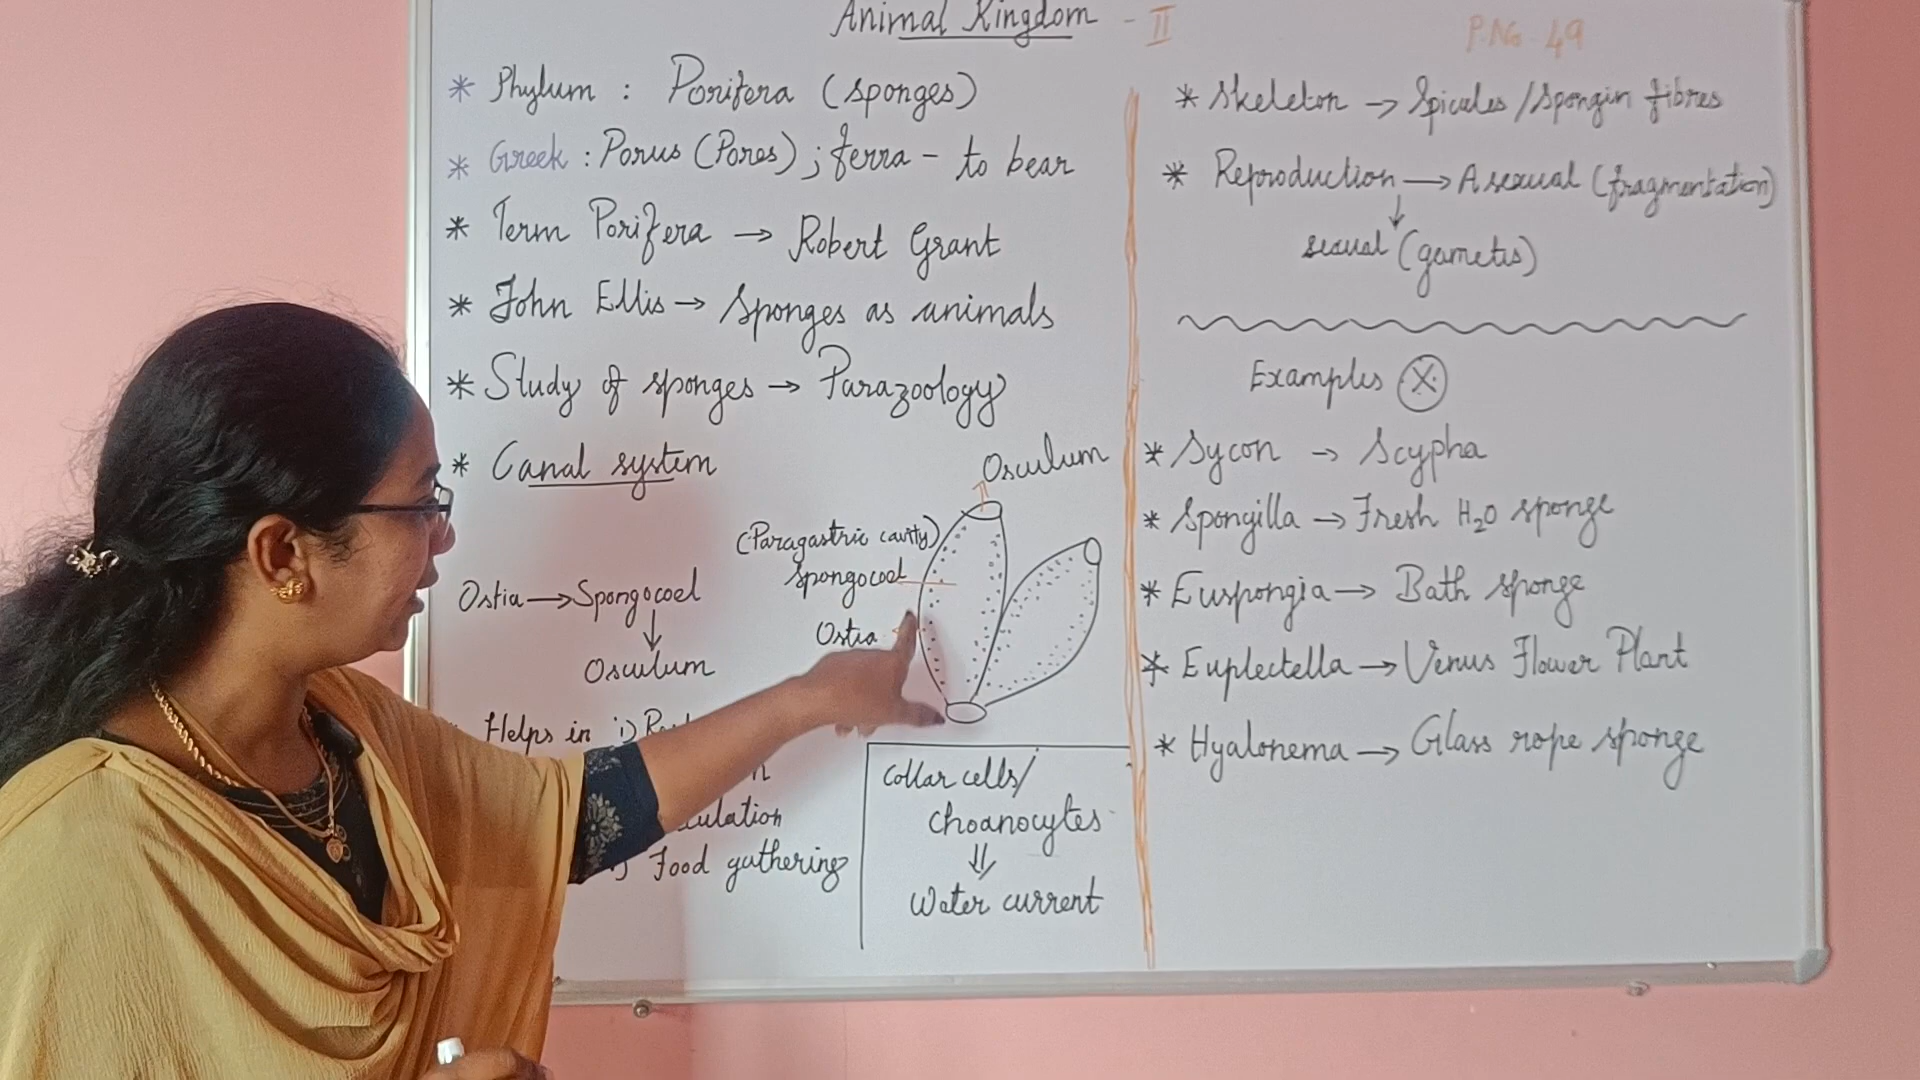 Animal Kingdom - II
P.No. 49
* Phylum : Porifera (sponges)
* Greek : Porus (Pores) ; ferra - to bear
* Term Porifera → Robert Grant
* John Ellis → Sponges as animals
* Study of sponges → Parazoology
* Canal system
Ostia → Spongocoel
↓
Osculum
Helps in i)
Food gathering
Osculum
(Paragastric cavity)
Spongocoel
Ostia
Collar cells/
Choanocytes
⇓
Water current
* Skeleton → Spicules / Spongin fibres
* Reproduction → Asexual (fragmentation)
↓
sexual (gametes)
Examples
* Sycon → Scypha
* Spongilla → Fresh H₂O sponge
* Euspongia → Bath sponge
* Euplectella → Venus Flower Plant
* Hyalonema → Glass rope sponge